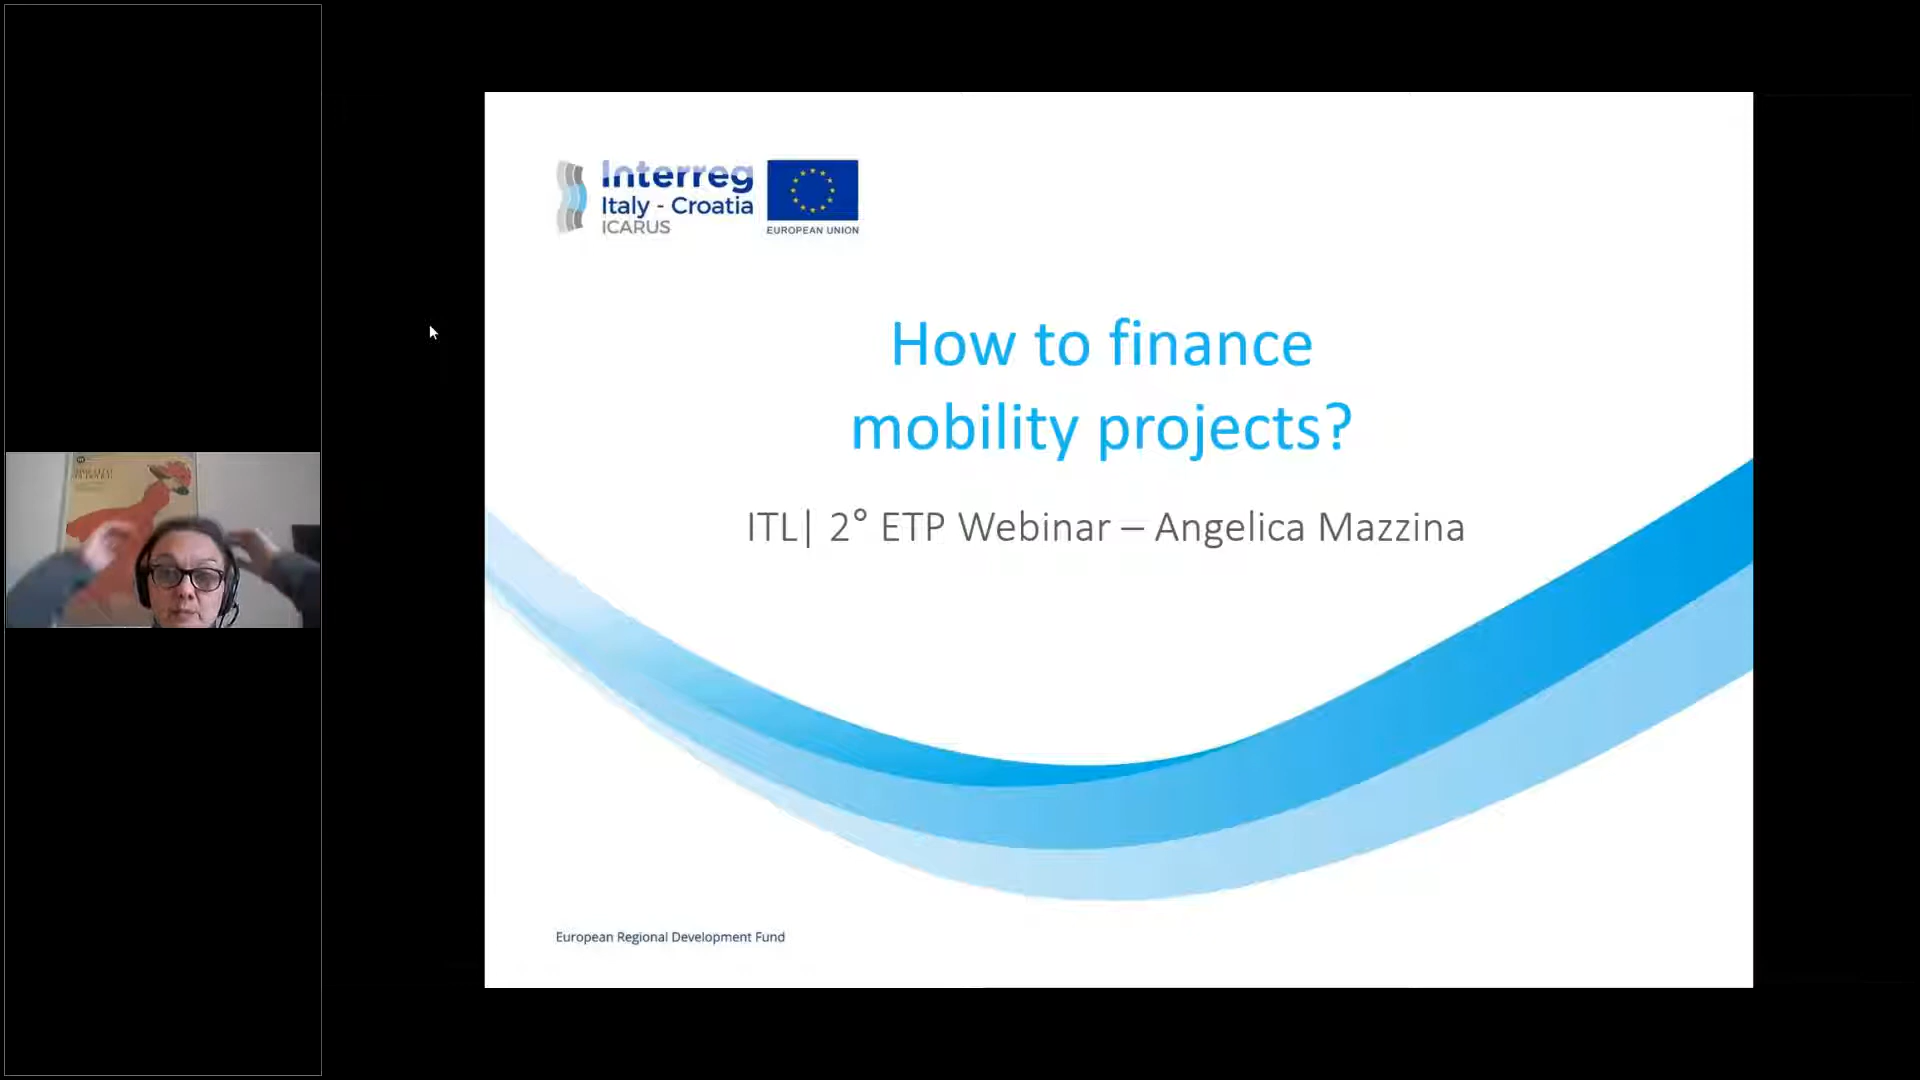 Interreg
Italy - Croatia
ICARUS
EUROPEAN UNION
How to finance
mobility projects?
ITL| 2° ETP Webinar – Angelica Mazzina
European Regional Development Fund